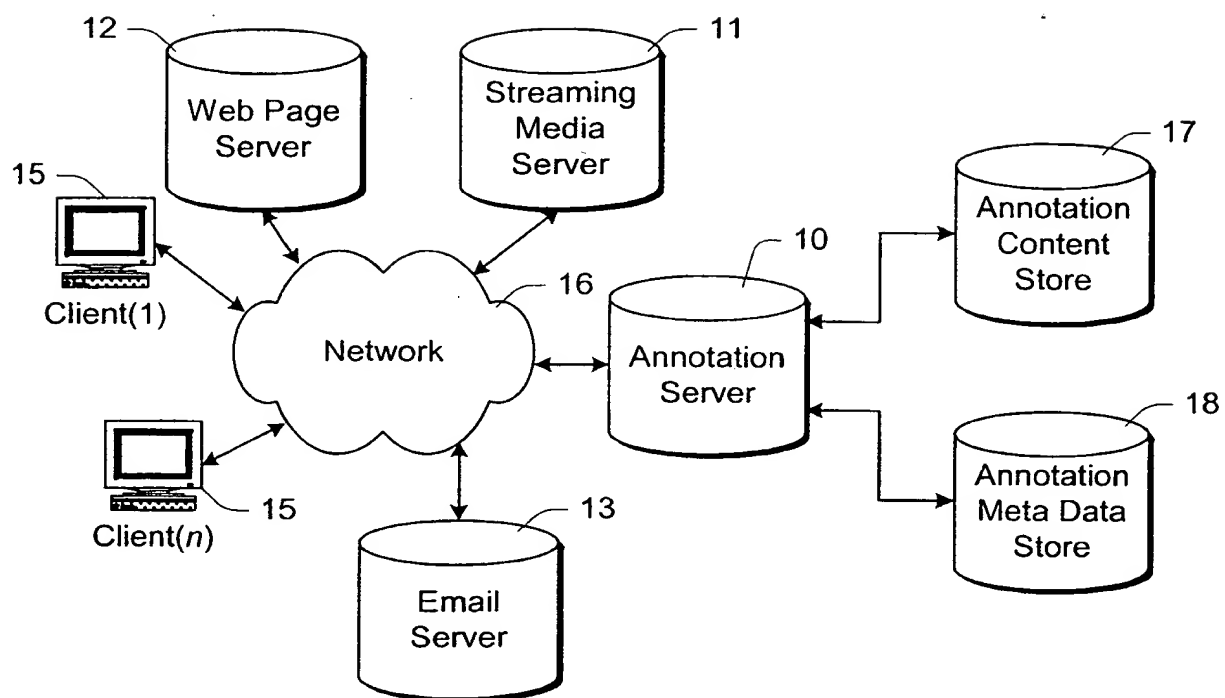 12
Web Page
Server
11
Streaming
Media
Server
15
Client(1)
17
Annotation
Content
Store
10
Annotation
Server
16
Network
18
Annotation
Meta Data
Store
15
Client(n)
13
Email
Server